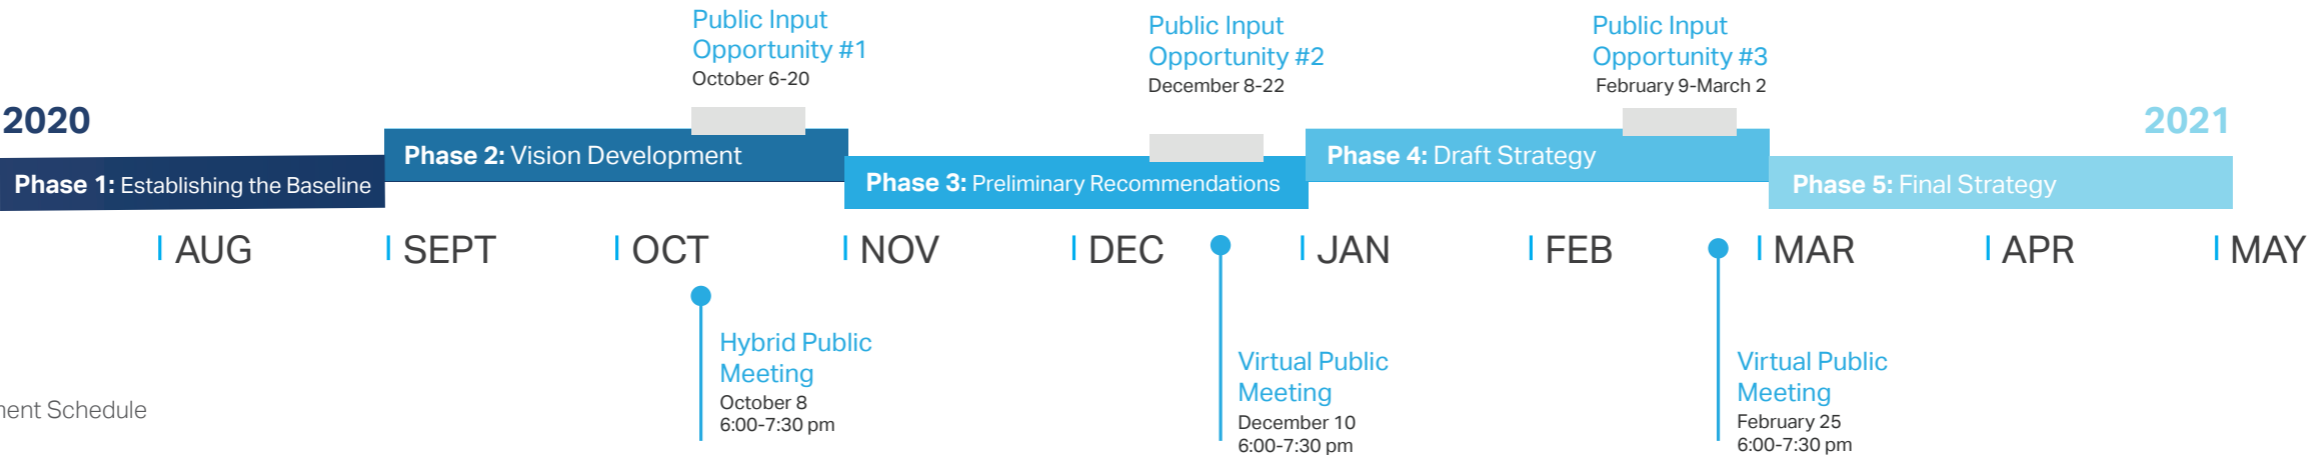 Public Input
Opportunity #1
October 6-20
Public Input
Opportunity #2
December 8-22
Public Input
Opportunity #3
February 9-March 2
2020
2021
Phase 1: Establishing the Baseline
Phase 2: Vision Development
Phase 3: Preliminary Recommendations
Phase 4: Draft Strategy
Phase 5: Final Strategy
AUG
SEPT
OCT
NOV
DEC
JAN
FEB
MAR
APR
MAY
Hybrid Public
Meeting
October 8
6:00-7:30 pm
Virtual Public
Meeting
December 10
6:00-7:30 pm
Virtual Public
Meeting
February 25
6:00-7:30 pm
Schedule